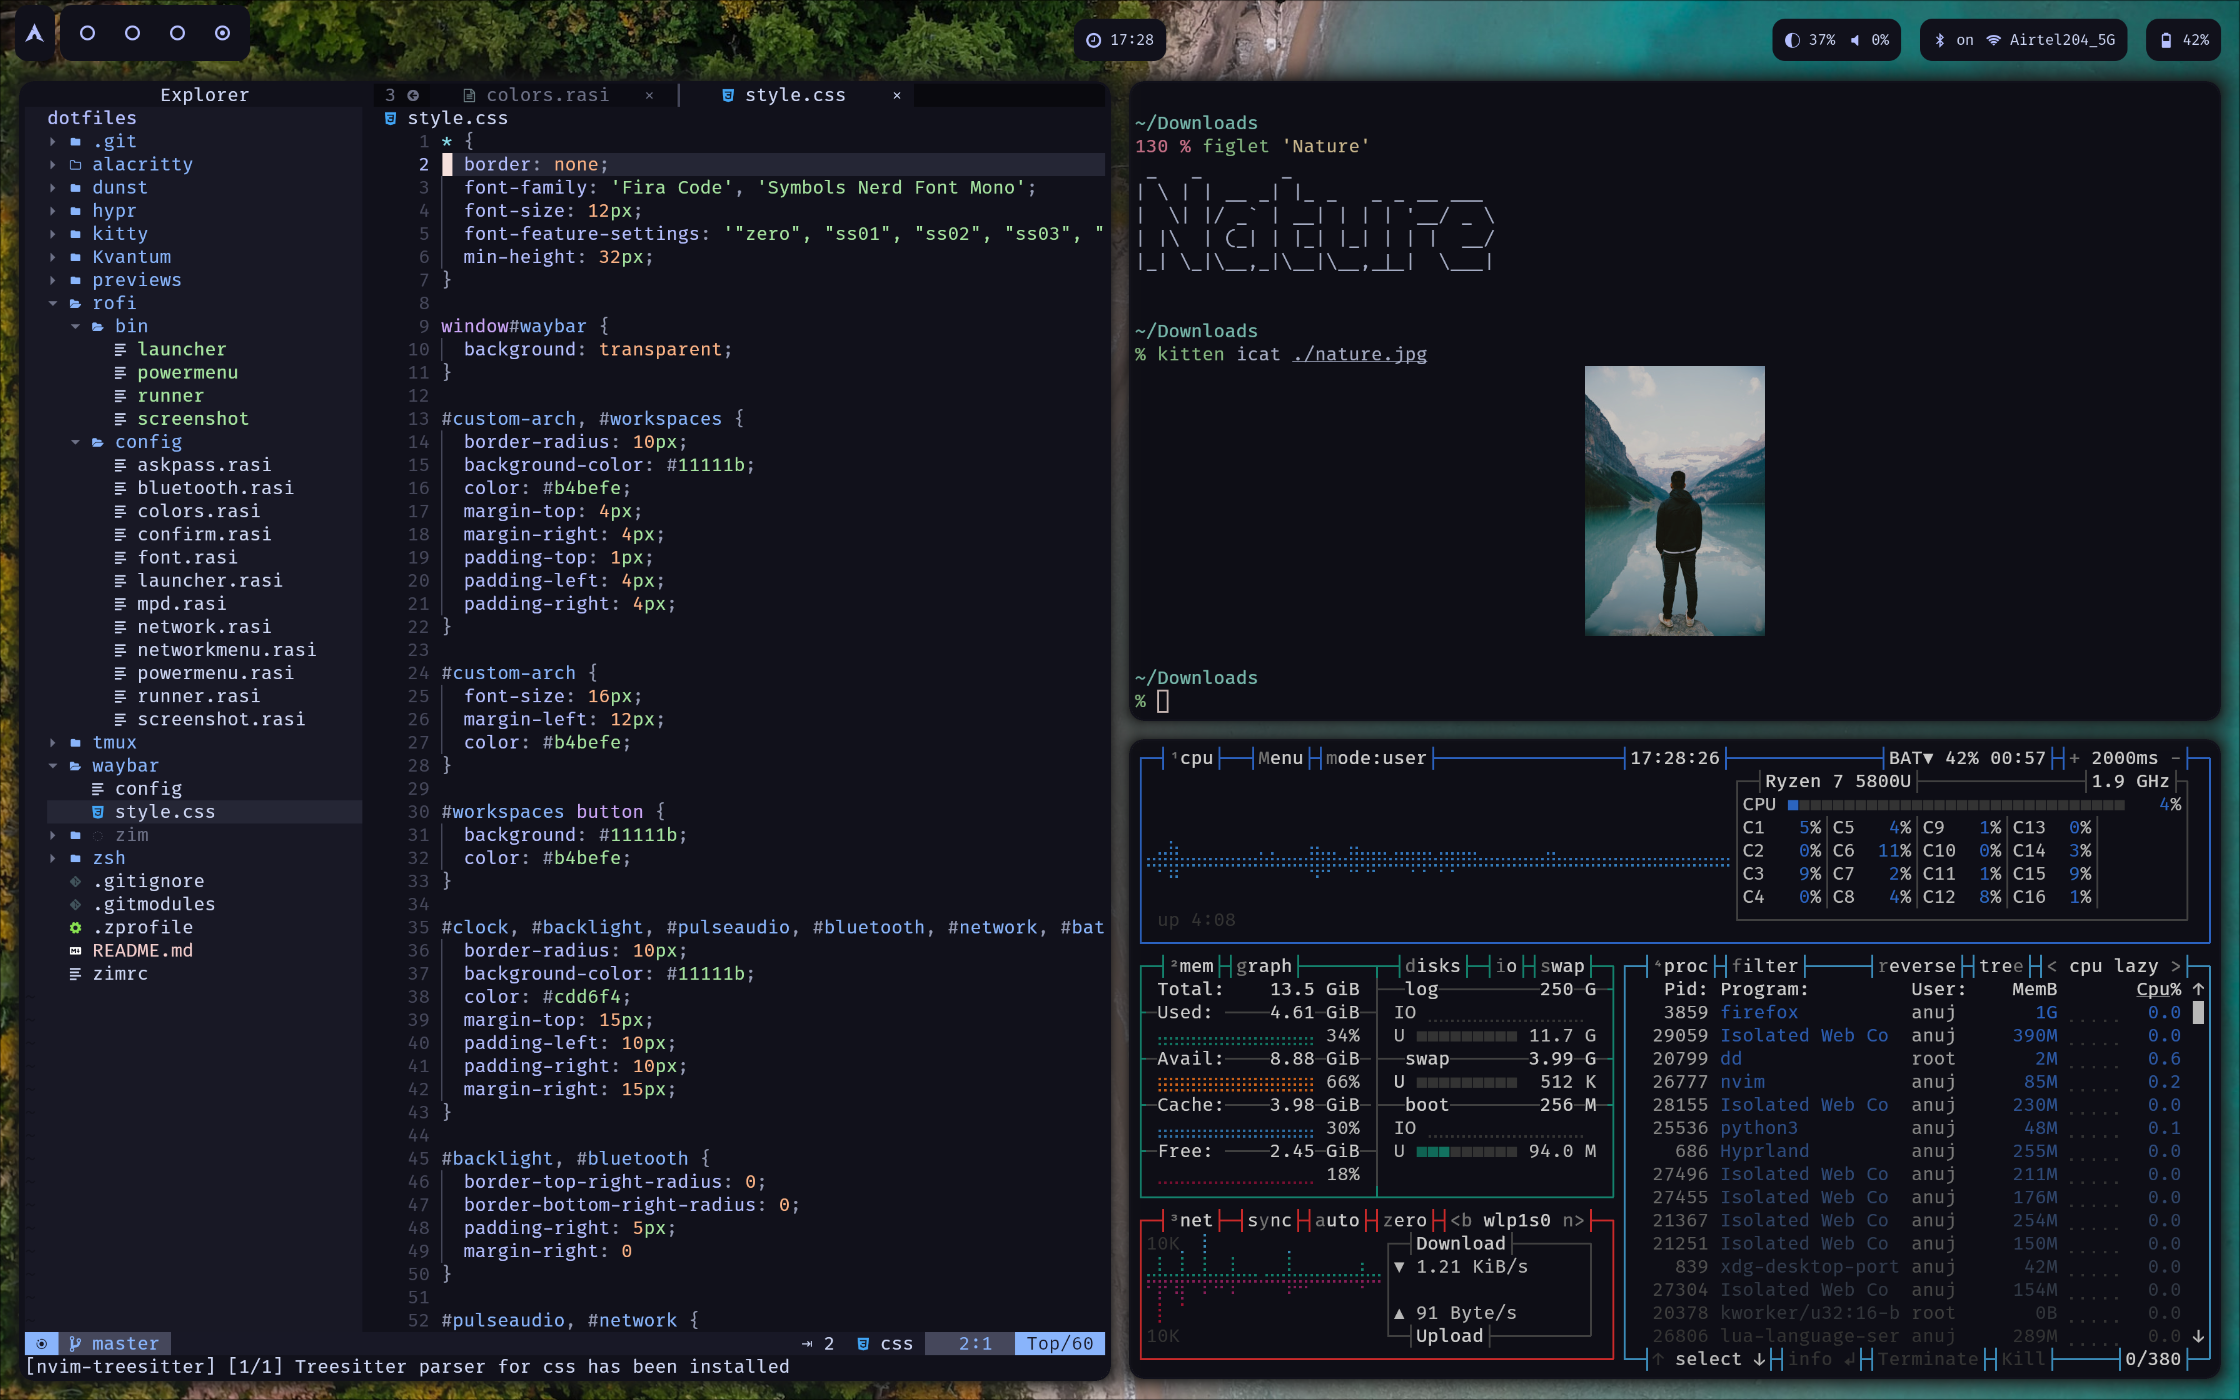 17:28
37% 0%
on Airtel204_5G
42%
Explorer
dotfiles
.git
alacritty
dunst
hypr
kitty
Kvantum
previews
rofi
bin
launcher
powermenu
runner
screenshot
config
askpass.rasi
bluetooth.rasi
colors.rasi
confirm.rasi
font.rasi
launcher.rasi
mpd.rasi
network.rasi
networkmenu.rasi
powermenu.rasi
runner.rasi
screenshot.rasi
tmux
waybar
config
style.css
zim
zsh
.gitignore
.gitmodules
.zprofile
README.md
zimrc
3 colors.rasi × style.css ×
style.css
1 * {
2 border: none;
3 font-family: 'Fira Code', 'Symbols Nerd Font Mono';
4 font-size: 12px;
5 font-feature-settings: '"zero", "ss01", "ss02", "ss03", "
6 min-height: 32px;
7 }
8
9 window#waybar {
10 background: transparent;
11 }
12
13 #custom-arch, #workspaces {
14 border-radius: 10px;
15 background-color: #11111b;
16 color: #b4befe;
17 margin-top: 4px;
18 margin-right: 4px;
19 padding-top: 1px;
20 padding-left: 4px;
21 padding-right: 4px;
22 }
23
24 #custom-arch {
25 font-size: 16px;
26 margin-left: 12px;
27 color: #b4befe;
28 }
29
30 #workspaces button {
31 background: #11111b;
32 color: #b4befe;
33 }
34
35 #clock, #backlight, #pulseaudio, #bluetooth, #network, #bat
36 border-radius: 10px;
37 background-color: #11111b;
38 color: #cdd6f4;
39 margin-top: 15px;
40 padding-left: 10px;
41 padding-right: 10px;
42 margin-right: 15px;
43 }
44
45 #backlight, #bluetooth {
46 border-top-right-radius: 0;
47 border-bottom-right-radius: 0;
48 padding-right: 5px;
49 margin-right: 0
50 }
51
52 #pulseaudio, #network {
master ⇥ 2 css 2:1 Top/60
[nvim-treesitter] [1/1] Treesitter parser for css has been installed
~/Downloads
130 % figlet 'Nature'
Nature
~/Downloads
% kitten icat ./nature.jpg
~/Downloads
%
¹cpu Menu mode:user 17:28:26 BAT▼ 42% 00:57 + 2000ms -
Ryzen 7 5800U 1.9 GHz
CPU 4%
C1 5% C5 4% C9 1% C13 0%
C2 0% C6 11% C10 0% C14 3%
C3 9% C7 2% C11 1% C15 9%
C4 0% C8 4% C12 8% C16 1%
up 4:08
²mem graph
Total: 13.5 GiB
Used: 4.61 GiB
34%
Avail: 8.88 GiB
66%
Cache: 3.98 GiB
30%
Free: 2.45 GiB
18%
disks io swap
log 250 G
IO
U 11.7 G
swap 3.99 G
U 512 K
boot 256 M
IO
U 94.0 M
³net sync auto zero <b wlp1s0 n>
10K
Download
▼ 1.21 KiB/s
▲ 91 Byte/s
Upload
10K
⁴proc filter reverse tree < cpu lazy >
Pid: Program: User: MemB Cpu% ↑
3859 firefox anuj 1G 0.0
29059 Isolated Web Co anuj 390M 0.0
20799 dd root 2M 0.6
26777 nvim anuj 85M 0.2
28155 Isolated Web Co anuj 230M 0.0
25536 python3 anuj 48M 0.1
686 Hyprland anuj 255M 0.0
27496 Isolated Web Co anuj 211M 0.0
27455 Isolated Web Co anuj 176M 0.0
21367 Isolated Web Co anuj 254M 0.0
21251 Isolated Web Co anuj 150M 0.0
839 xdg-desktop-port anuj 42M 0.0
27304 Isolated Web Co anuj 154M 0.0
20378 kworker/u32:16-b root 0B 0.0
26806 lua-language-ser anuj 289M 0.0 ↓
↑ select ↓ info ↲ Terminate Kill 0/380